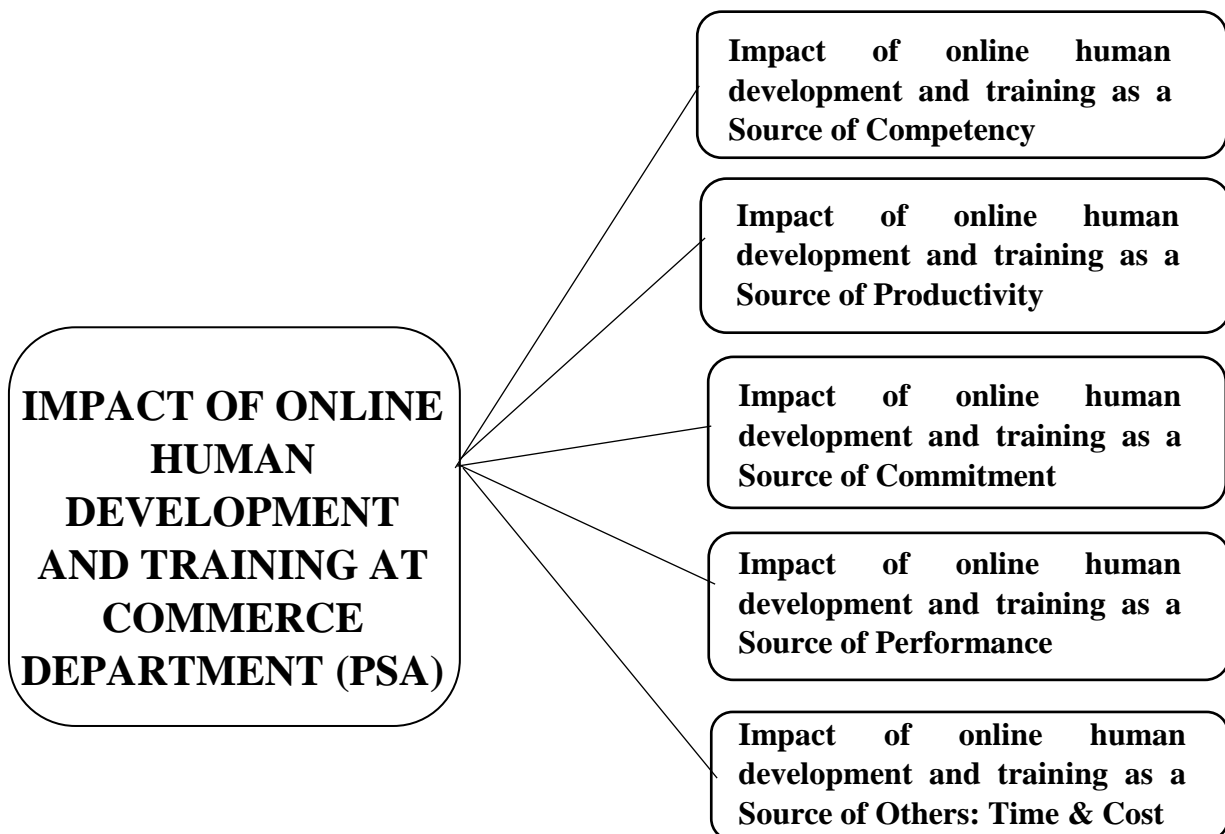 IMPACT OF ONLINE
HUMAN
DEVELOPMENT
AND TRAINING AT
COMMERCE
DEPARTMENT (PSA)
Impact of online human
development and training as a
Source of Competency
Impact of online human
development and training as a
Source of Productivity
Impact of online human
development and training as a
Source of Commitment
Impact of online human
development and training as a
Source of Performance
Impact of online human
development and training as a
Source of Others: Time & Cost